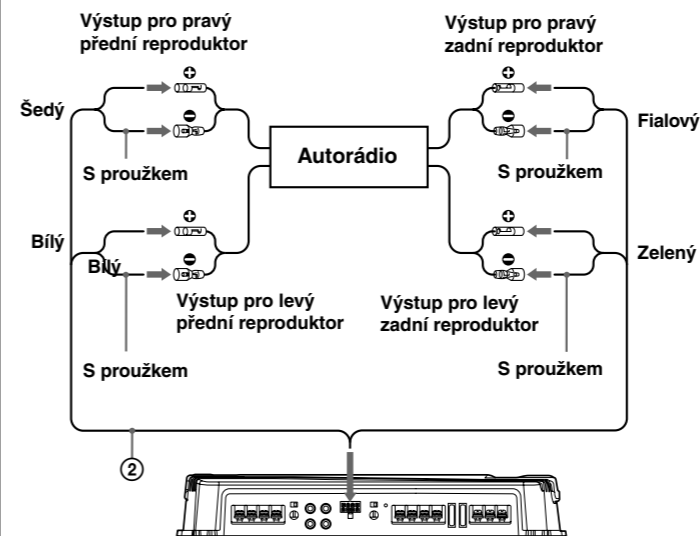 Výstup pro pravý
přední reproduktor
Výstup pro pravý
zadní reproduktor
Šedý
Fialový
Autorádio
S proužkem
S proužkem
Bílý
Bílý
Zelený
Výstup pro levý
přední reproduktor
Výstup pro levý
zadní reproduktor
S proužkem
S proužkem
2